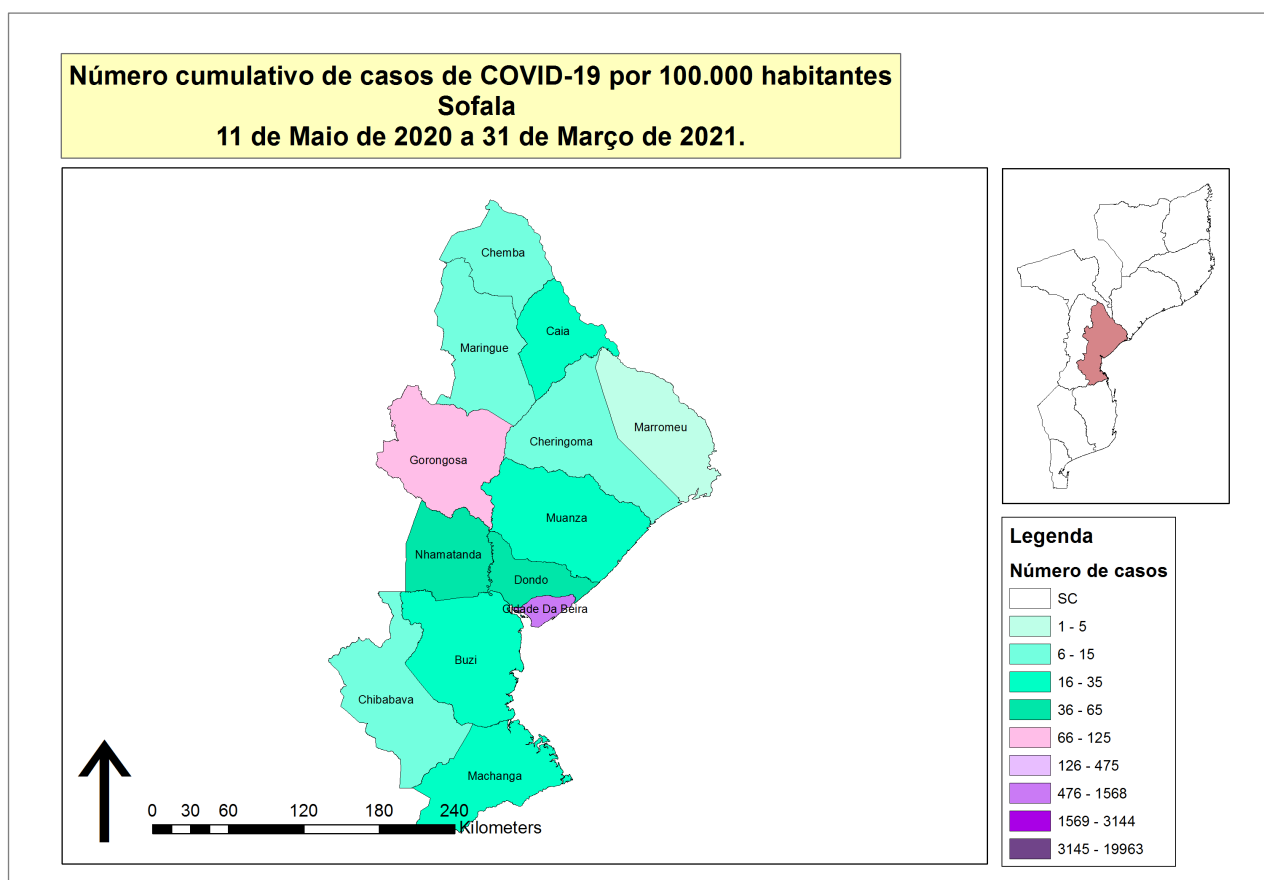 Número cumulativo de casos de COVID-19 por 100.000 habitantes
Sofala
11 de Maio de 2020 a 31 de Março de 2021.
Chemba
Caia
Maringue
Marromeu
Cheringoma
Gorongosa
Muanza
Nhamatanda
Dondo
Cidade Da Beira
Buzi
Chibabava
Machanga
0 30 60 120 180 240
Kilometers
Legenda
Número de casos
SC
1 - 5
6 - 15
16 - 35
36 - 65
66 - 125
126 - 475
476 - 1568
1569 - 3144
3145 - 19963